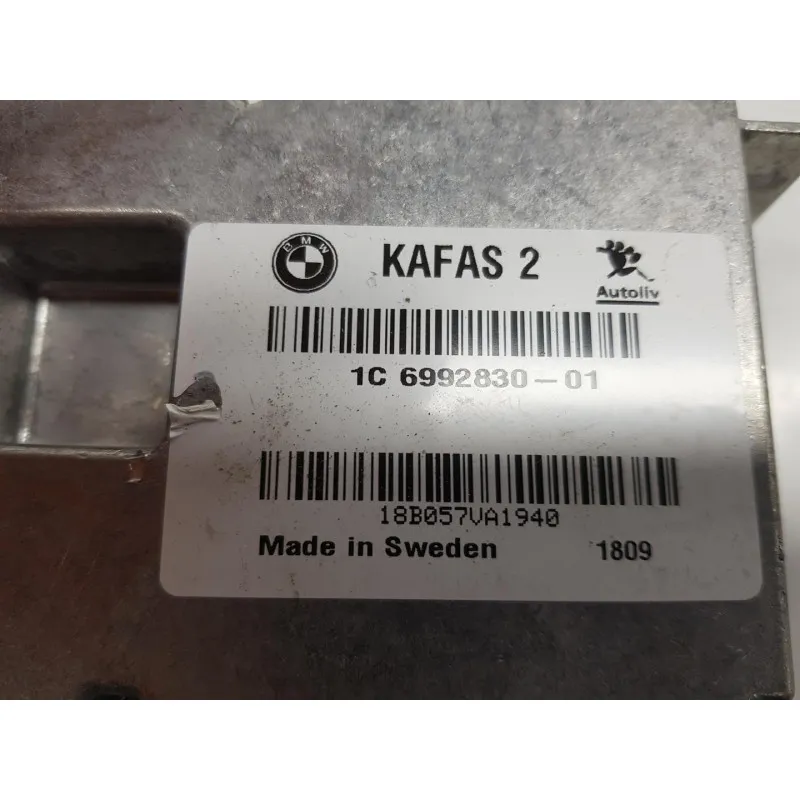 BMW KAFAS 2
Autoliv
1C 6992830-01
18B057VA1940
Made in Sweden 1809